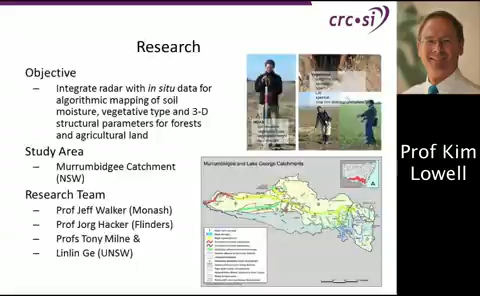 crc•si
Research
Objective
– Integrate radar with in situ data for
algorithmic mapping of soil
moisture, vegetative type and 3-D
structural parameters for forests
and agricultural land
Study Area
– Murrumbidgee Catchment
(NSW)
Research Team
– Prof Jeff Walker (Monash)
– Prof Jorg Hacker (Flinders)
– Profs Tony Milne &
– Linlin Ge (UNSW)
Murrumbidgee and Lake George Catchments
Prof Kim
Lowell